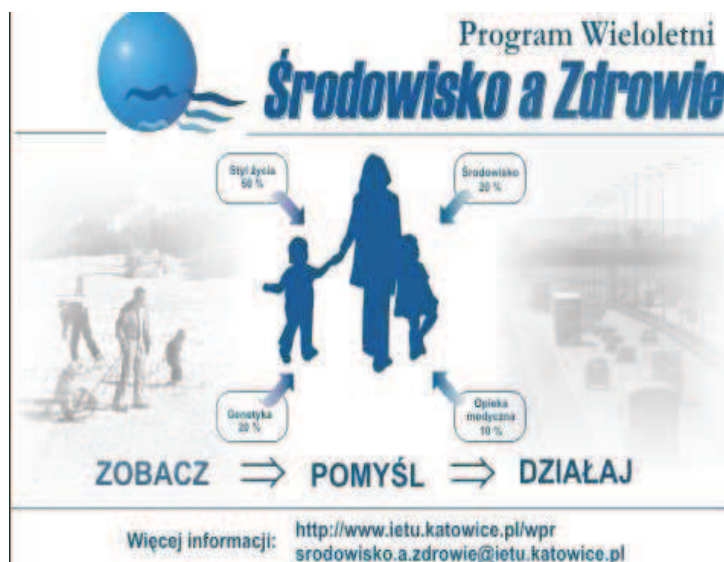 Program Wieloletni
Środowisko a Zdrowie
Styl życia
50 %
Środowisko
20 %
Genetyka
20 %
Opieka
medyczna
10 %
ZOBACZ ⇒ POMYŚL ⇒ DZIAŁAJ
Więcej informacji: http://www.ietu.katowice.pl/wpr
srodowisko.a.zdrowie@ietu.katowice.pl